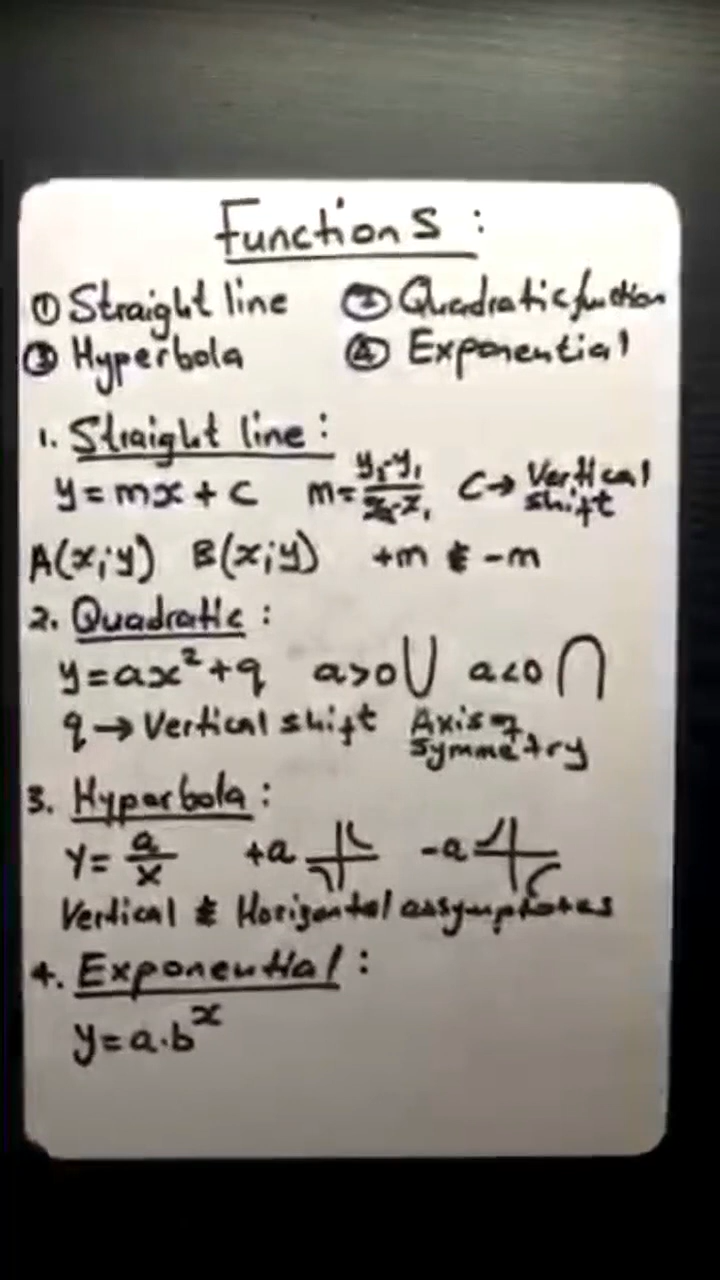 Functions:
① Straight line ② Quadratic function
③ Hyperbola ④ Exponential
1. Straight line:
y = mx + c m = y₂-y₁/x₂-x₁ C → Vertical shift
A(x;y) B(x;y) +m & -m
2. Quadratic:
y = ax² + q a>0 a<0
q → Vertical shift Axis of symmetry
3. Hyperbola:
y = a/x +a -a
Vertical & Horizontal assymptotes
4. Exponential:
y = a.b^x